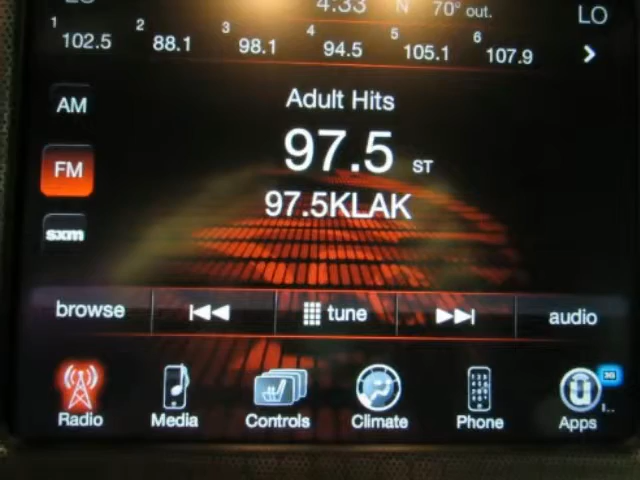 4:33 N 70° out.
LO LO
1 102.5 2 88.1 3 98.1 4 94.5 5 105.1 6 107.9
AM
Adult Hits
FM
97.5 ST
97.5KLAK
sxm
browse tune audio
Radio Media Controls Climate Phone Apps
3G